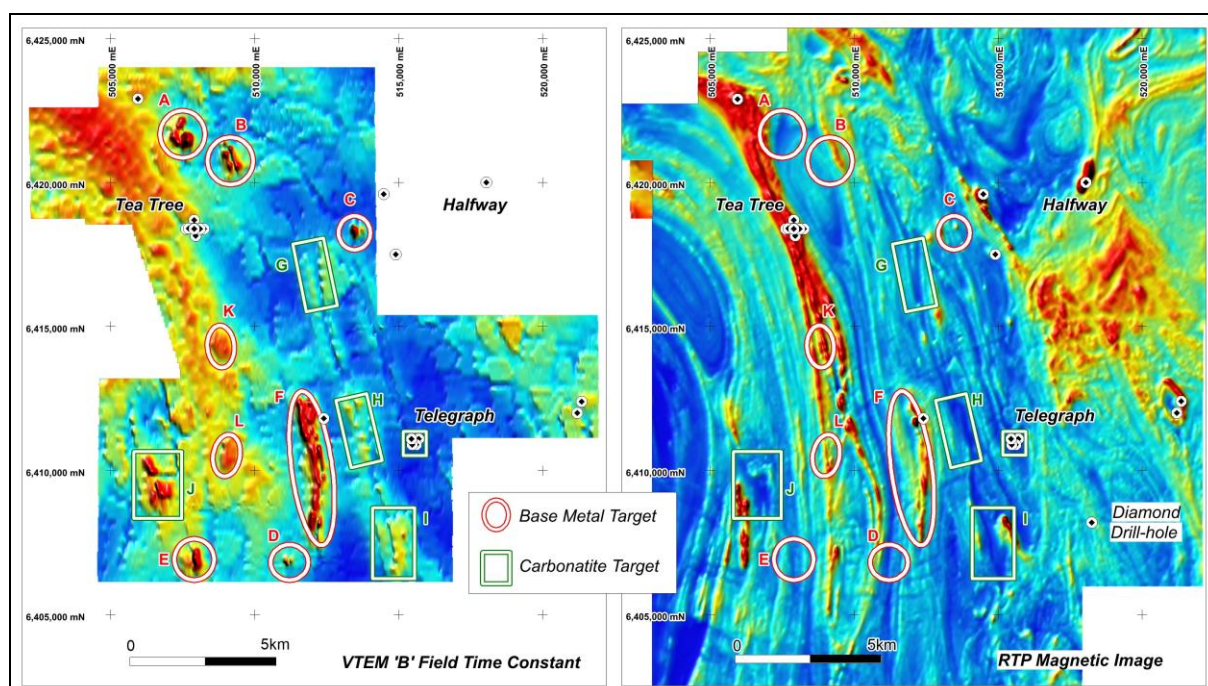 6,425,000 mN
505,000 mE
510,000 mE
515,000 mE
520,000 mE
A
B
6,420,000 mN
Tea Tree
C
Halfway
G
K
6,415,000 mN
F
H
L
Telegraph
6,410,000 mN
J
I
E
D
6,405,000 mN
0
5km
VTEM 'B' Field Time Constant
Base Metal Target
Carbonatite Target
6,425,000 mN
505,000 mE
510,000 mE
515,000 mE
520,000 mE
A
B
6,420,000 mN
Tea Tree
C
Halfway
G
6,415,000 mN
K
F
H
L
Telegraph
6,410,000 mN
J
I
Diamond
Drill-hole
E
D
6,405,000 mN
0
5km
RTP Magnetic Image